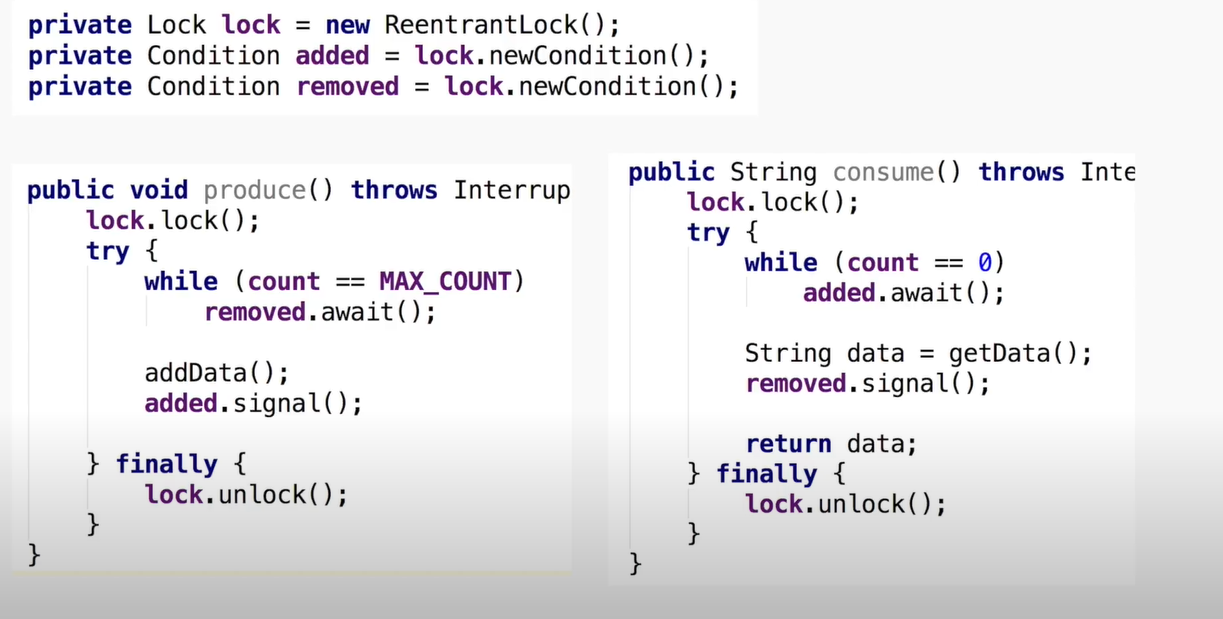 private Lock lock = new ReentrantLock();
private Condition added = lock.newCondition();
private Condition removed = lock.newCondition();
public void produce() throws Interrup
lock.lock();
try {
while (count == MAX_COUNT)
removed.await();
addData();
added.signal();
} finally {
lock.unlock();
}
}
public String consume() throws Inte
lock.lock();
try {
while (count == 0)
added.await();
String data = getData();
removed.signal();
return data;
} finally {
lock.unlock();
}
}